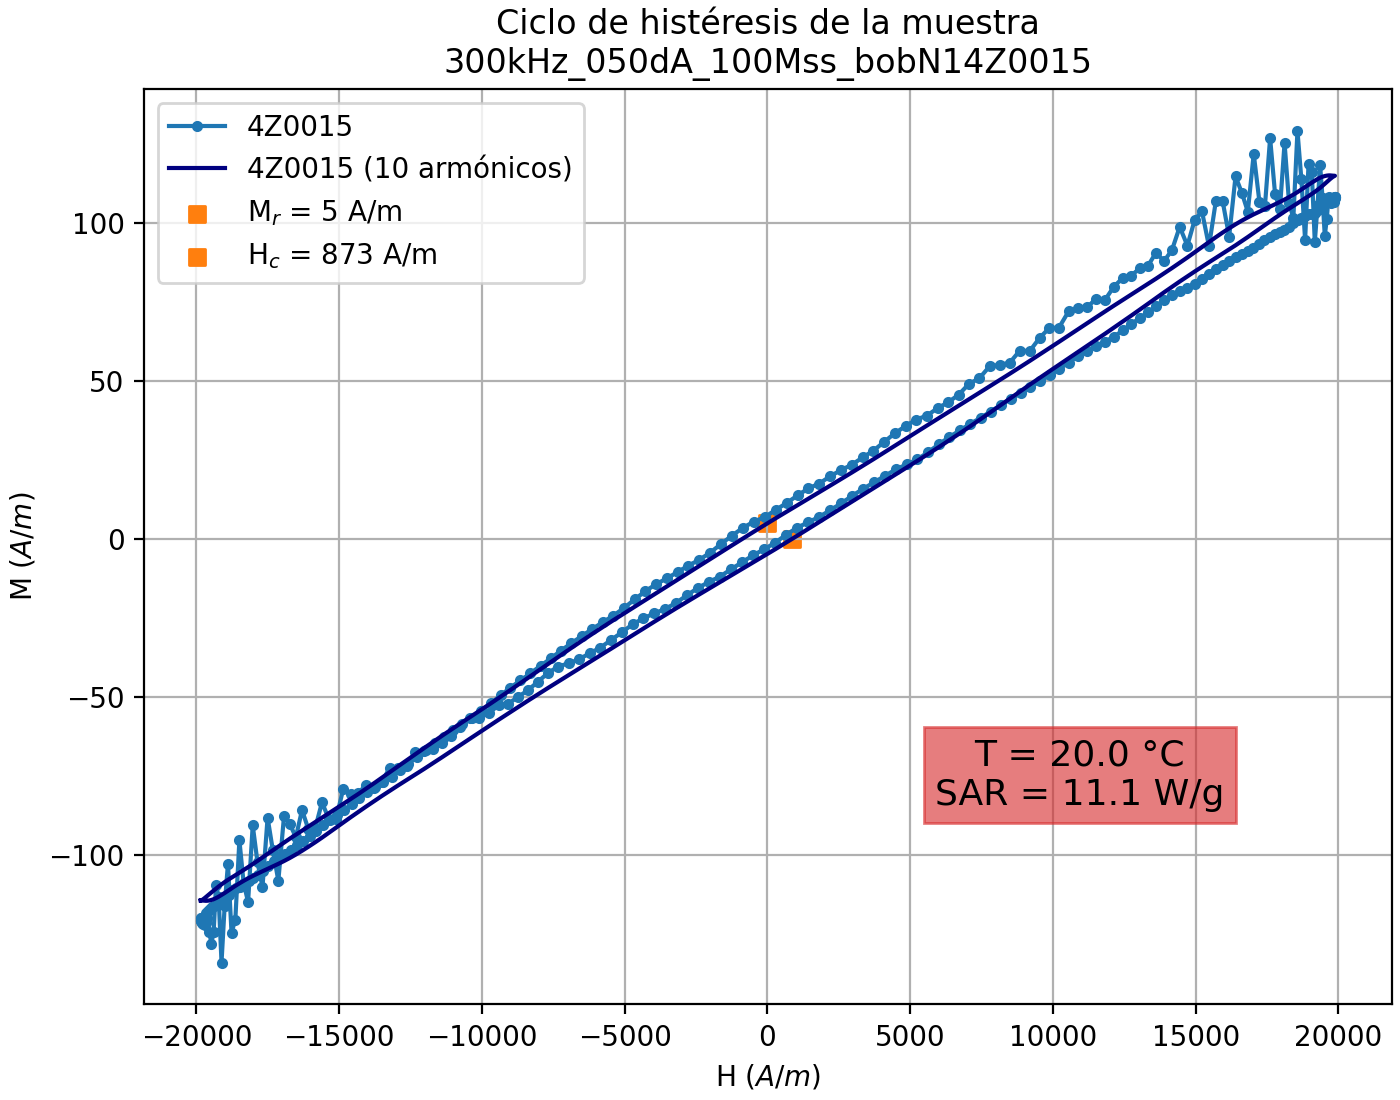 Ciclo de histéresis de la muestra
300kHz_050dA_100Mss_bobN14Z0015
4Z0015
4Z0015 (10 armónicos)
Mᵣ = 5 A/m
H꜀ = 873 A/m
M (A/m)
100
50
0
−50
−100
T = 20.0 °C
SAR = 11.1 W/g
−20000 −15000 −10000 −5000 0 5000 10000 15000 20000
H (A/m)